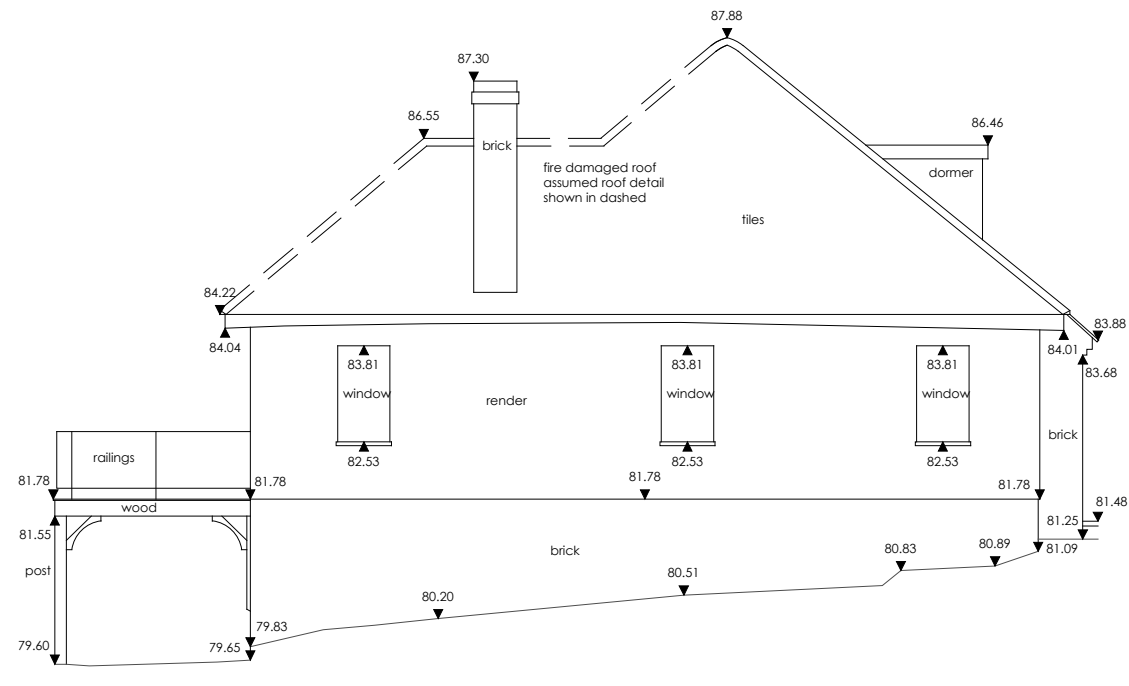 87.88
87.30
86.55
brick
86.46
fire damaged roof
assumed roof detail
shown in dashed
dormer
tiles
84.22
84.04
83.88
84.01
83.81
83.81
83.81
83.68
window
window
window
render
brick
railings
82.53
82.53
82.53
81.78
81.78
81.78
81.78
81.48
wood
81.55
81.25
81.09
brick
80.83
80.89
post
80.51
80.20
79.83
79.60
79.65